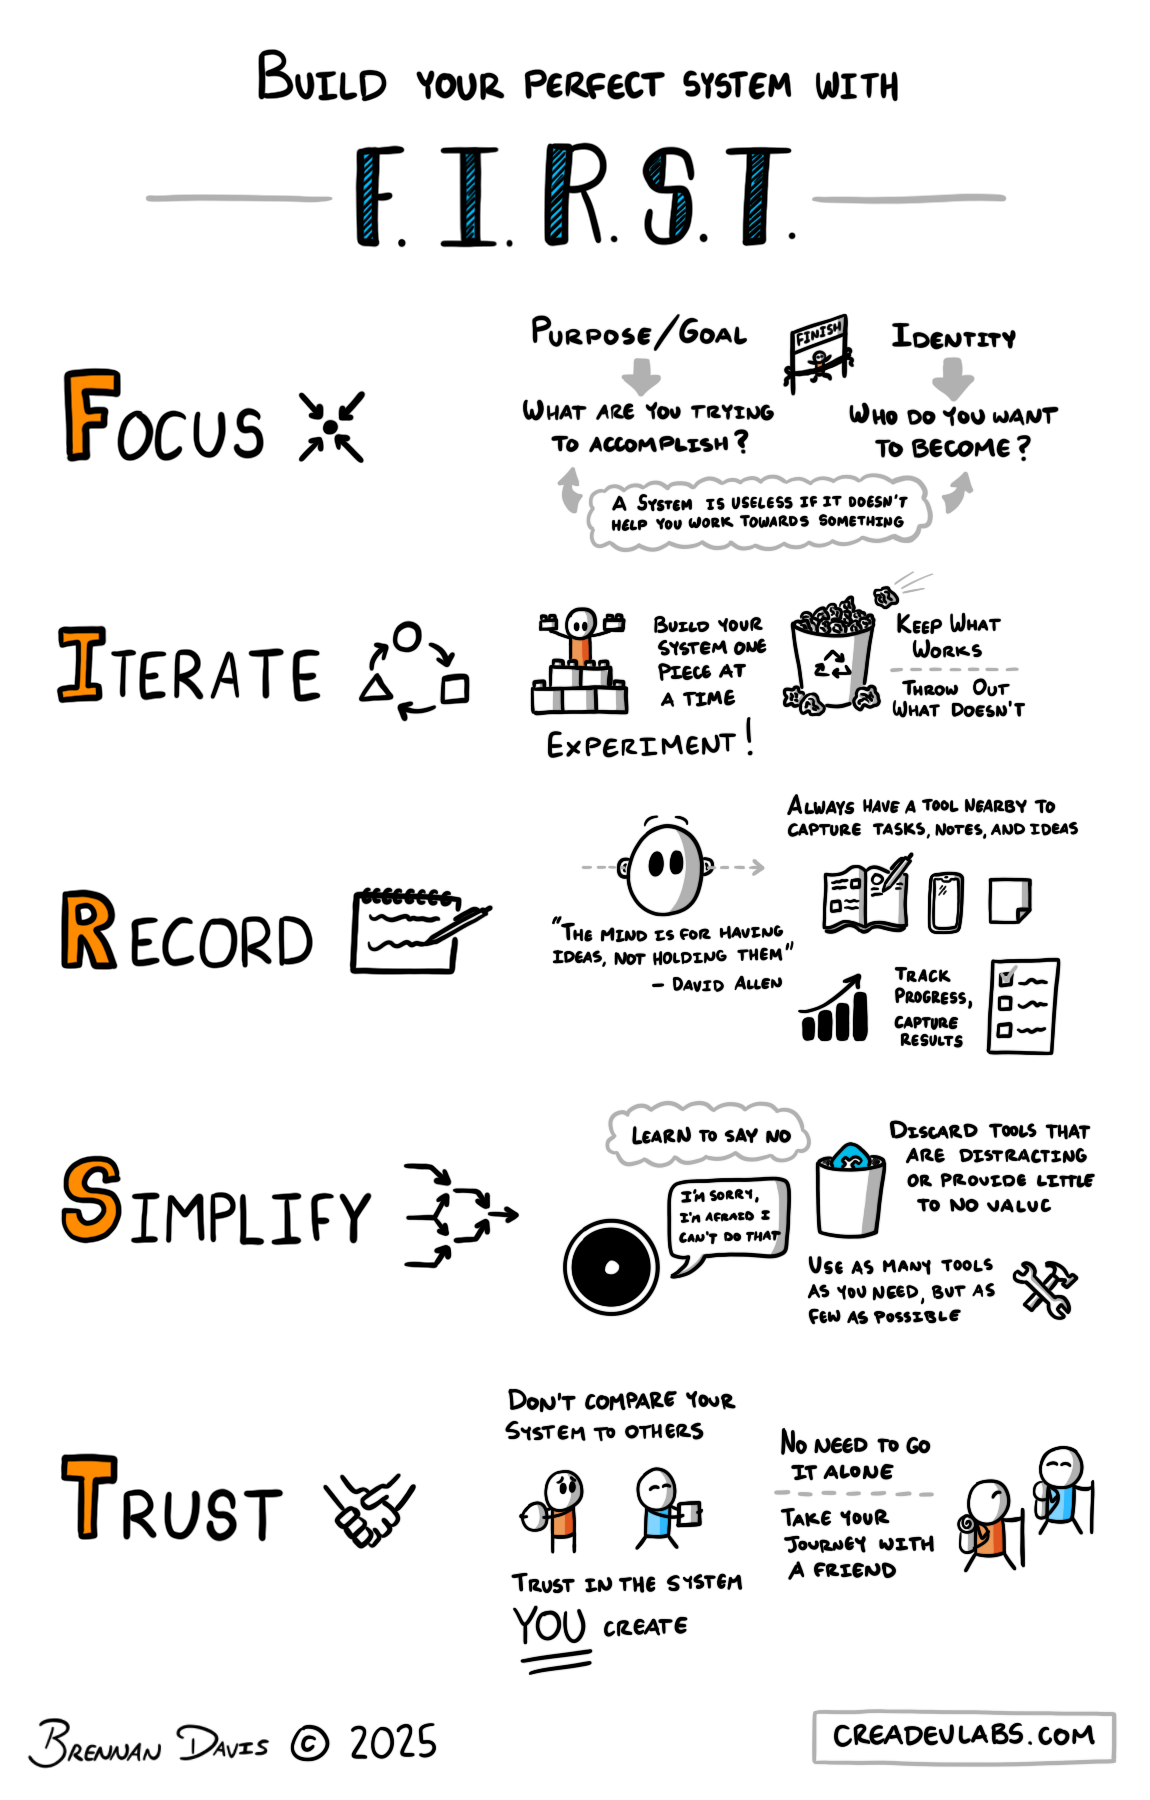 BUILD YOUR PERFECT SYSTEM WITH
F.I.R.S.T.
FOCUS
PURPOSE/GOAL
WHAT ARE YOU TRYING
TO ACCOMPLISH?
FINISH
IDENTITY
WHO DO YOU WANT
TO BECOME?
A SYSTEM IS USELESS IF IT DOESN'T
HELP YOU WORK TOWARDS SOMETHING
ITERATE
BUILD YOUR
SYSTEM ONE
PIECE AT
A TIME
EXPERIMENT!
KEEP WHAT
WORKS
THROW OUT
WHAT DOESN'T
RECORD
"THE MIND IS FOR HAVING
IDEAS, NOT HOLDING THEM"
- DAVID ALLEN
ALWAYS HAVE A TOOL NEARBY TO
CAPTURE TASKS, NOTES, AND IDEAS
TRACK
PROGRESS,
CAPTURE
RESULTS
SIMPLIFY
LEARN TO SAY NO
I'M SORRY,
I'M AFRAID I
CAN'T DO THAT
DISCARD TOOLS THAT
ARE DISTRACTING
OR PROVIDE LITTLE
TO NO VALUE
USE AS MANY TOOLS
AS YOU NEED, BUT AS
FEW AS POSSIBLE
TRUST
DON'T COMPARE YOUR
SYSTEM TO OTHERS
TRUST IN THE SYSTEM
YOU CREATE
NO NEED TO GO
IT ALONE
TAKE YOUR
JOURNEY WITH
A FRIEND
BRENNAN DAVIS © 2025
CREADEVLABS.COM